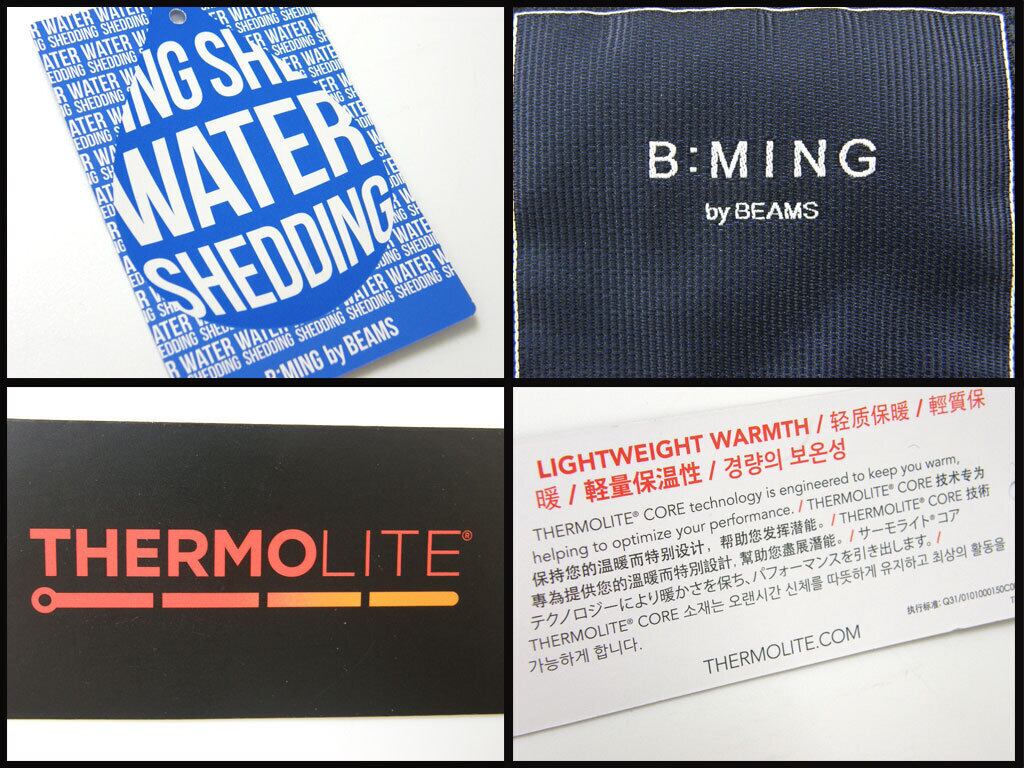 ING SHE
WATER
SHEDDING
B:MING by BEAMS
B:MING
by BEAMS
THERMOLITE®
LIGHTWEIGHT WARMTH / 轻质保暖 / 輕質保
暖 / 軽量保温性 / 경량의 보온성
THERMOLITE® CORE technology is engineered to keep you warm,
helping to optimize your performance. / THERMOLITE® CORE 技术专为
保持您的温暖而特别设计，帮助您发挥潜能。 / THERMOLITE® CORE 技術
專為提供您的溫暖而特別設計，幫助您盡展潛能。 / サーモライト® コア
テクノロジーにより暖かさを保ち、パフォーマンスを引き出します。 /
THERMOLITE® CORE 소재는 오랜시간 신체를 따뜻하게 유지하고 최상의 활동을
가능하게 합니다.
执行标准: Q31/0101000150C0
THERMOLITE.COM